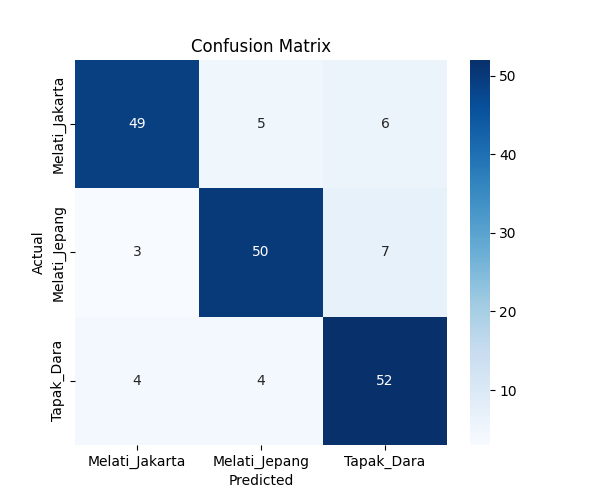 Confusion Matrix
Actual
Melati_Jakarta
49 5 6
Melati_Jepang
3 50 7
Tapak_Dara
4 4 52
Melati_Jakarta Melati_Jepang Tapak_Dara
Predicted
50
40
30
20
10